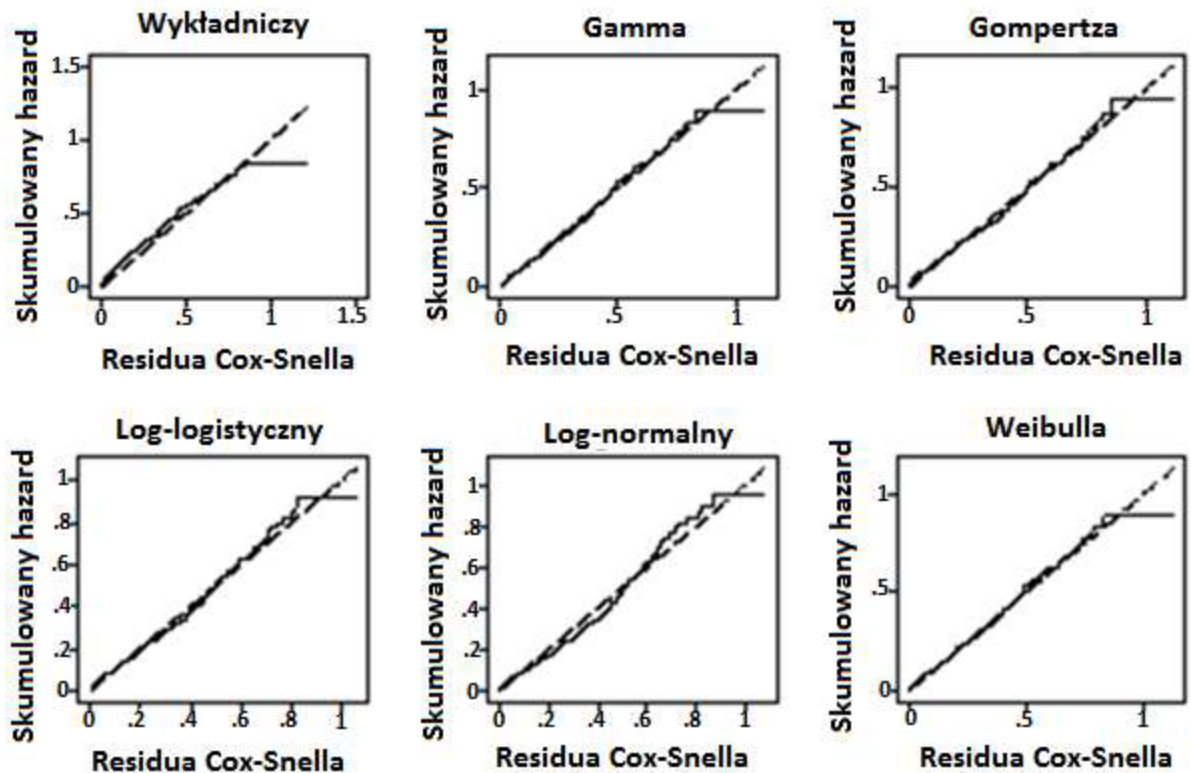 Wykładniczy
Skumulowany hazard
1.5
1
.5
0
0 .5 1 1.5
Residua Cox-Snella
Gamma
Skumulowany hazard
1
.5
0
0 .5 1
Residua Cox-Snella
Gompertza
Skumulowany hazard
1
.5
0
0 .5 1
Residua Cox-Snella
Log-logistyczny
Skumulowany hazard
1
.8
.6
.4
.2
0
0 .2 .4 .6 .8 1
Residua Cox-Snella
Log-normalny
Skumulowany hazard
1
.8
.6
.4
.2
0
0 .2 .4 .6 .8 1
Residua Cox-Snella
Weibulla
Skumulowany hazard
1
.5
0
0 .5 1
Residua Cox-Snella